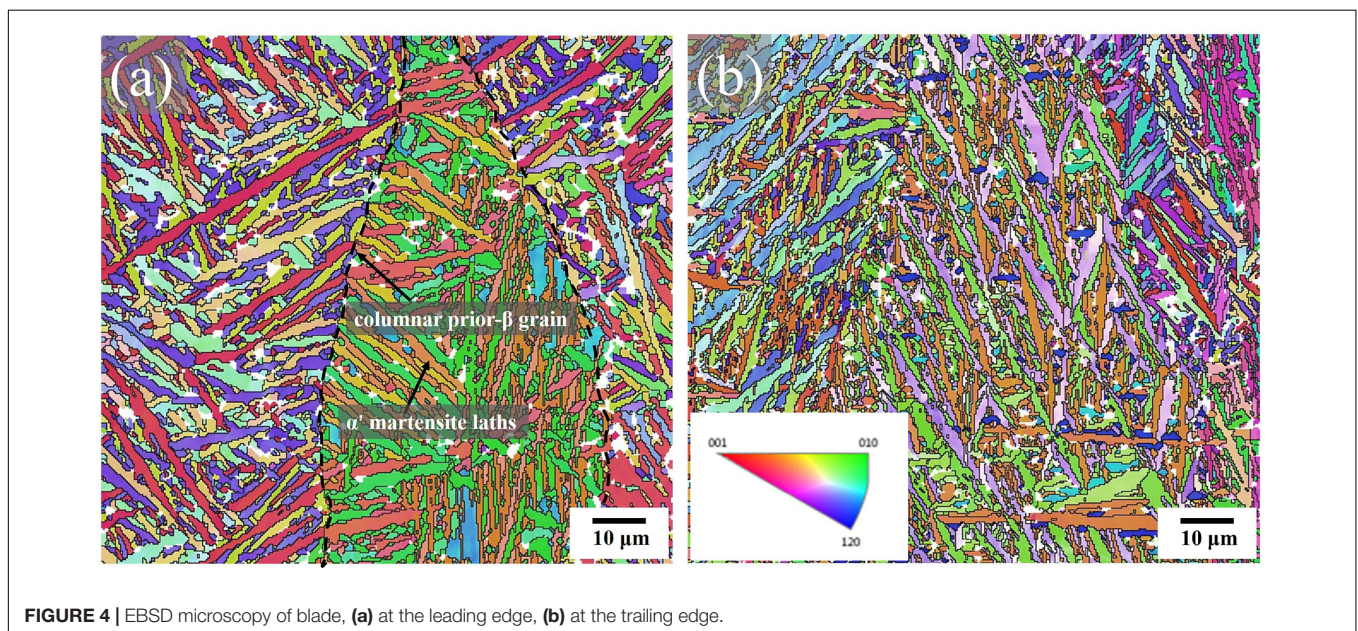 (a)
columnar prior-β grain
α' martensite laths
10 μm
(b)
001
010
120
10 μm
FIGURE 4 | EBSD microscopy of blade, (a) at the leading edge, (b) at the trailing edge.